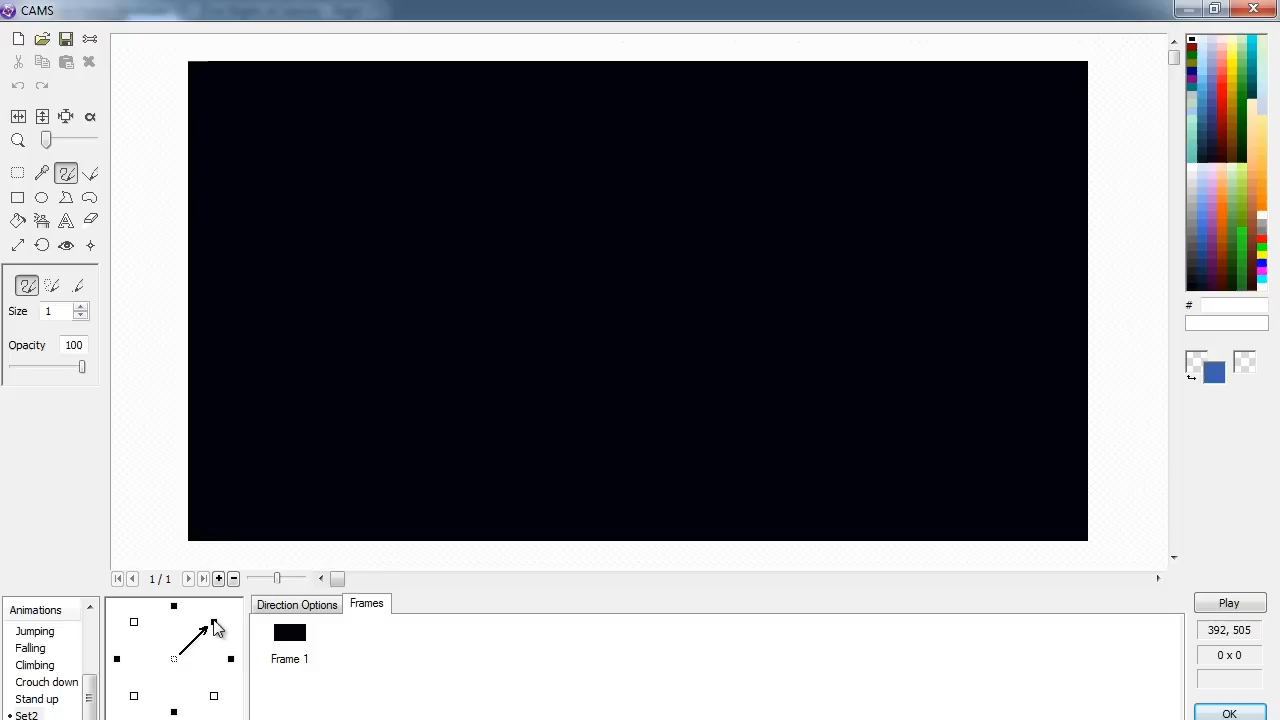 CAMS
Size 1
Opacity 100
#
1 / 1
Animations
Jumping
Falling
Climbing
Crouch down
Stand up
Set2
Direction Options
Frames
Frame 1
Play
392, 505
0 x 0
OK